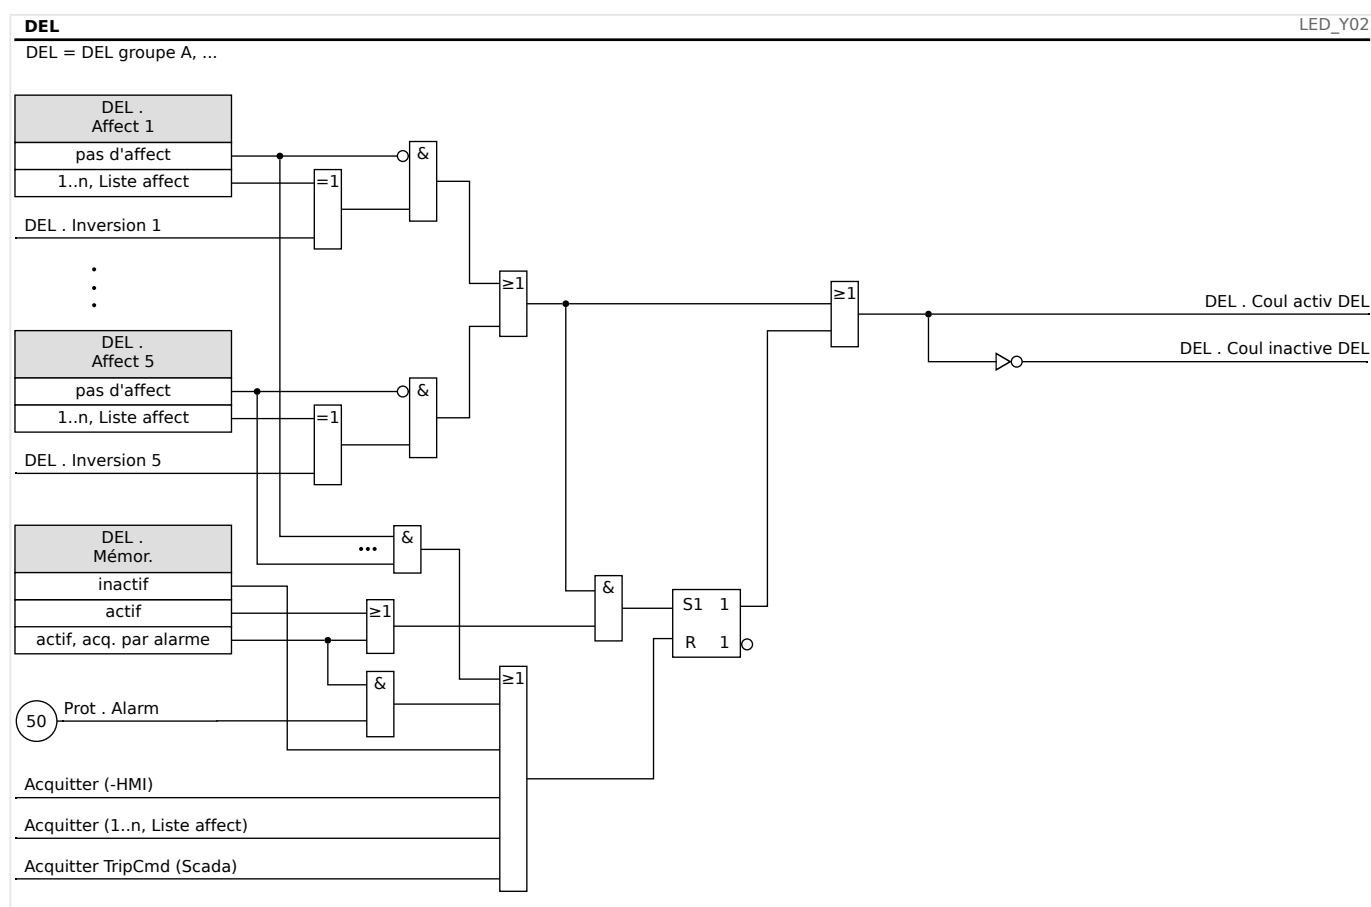 DEL
LED_Y02
DEL = DEL groupe A, ...
DEL .
Affect 1
pas d'affect
&
1..n, Liste affect
=1
DEL . Inversion 1
≥1
≥1
DEL . Coul activ DEL
DEL .
Affect 5
DEL . Coul inactive DEL
pas d'affect
&
1..n, Liste affect
=1
DEL . Inversion 5
DEL .
Mémor.
&
inactif
&
actif
≥1
S1 1
actif, acq. par alarme
R 1
&
≥1
50
Prot . Alarm
Acquitter (-HMI)
Acquitter (1..n, Liste affect)
Acquitter TripCmd (Scada)